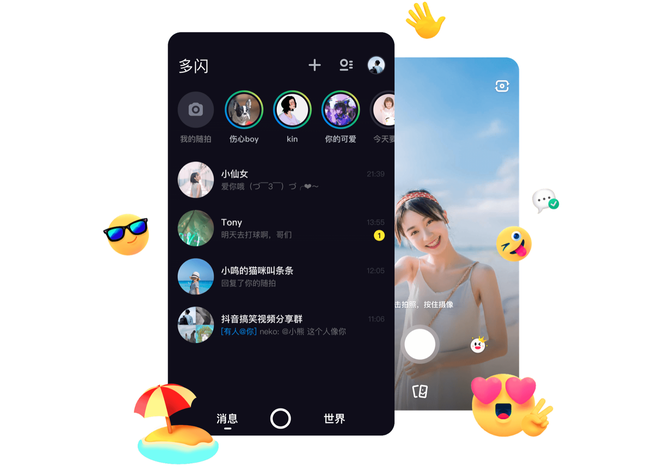 多闪
我的随拍
伤心boy
kin
你的可爱
今天要
小仙女
21:39
爱你哦（づ￣3￣）づ╭❤～
Tony
13:55
明天去打球啊，哥们
1
小鸣的猫咪叫条条
12:05
回复了你的随拍
抖音搞笑视频分享群
11:06
[有人@你] neko: @小熊 这个人像你
消息
世界
击拍照，按住摄像